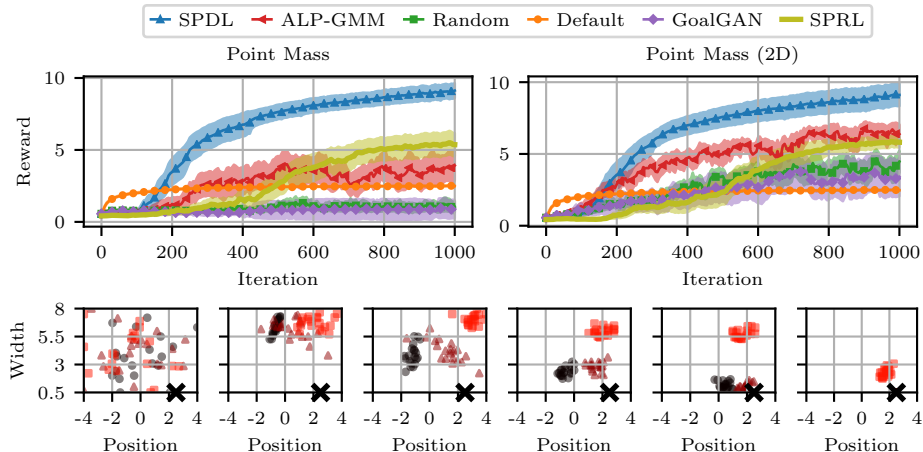 SPDL ALP-GMM Random Default GoalGAN SPRL
Point Mass Point Mass (2D)
Reward
10
5
0
0 200 400 600 800 1000
Iteration
10
5
0
0 200 400 600 800 1000
Iteration
Width
8
5.5
3
0.5
-4 -2 0 2 4
Position
-4 -2 0 2 4
Position
-4 -2 0 2 4
Position
-4 -2 0 2 4
Position
-4 -2 0 2 4
Position
-4 -2 0 2 4
Position